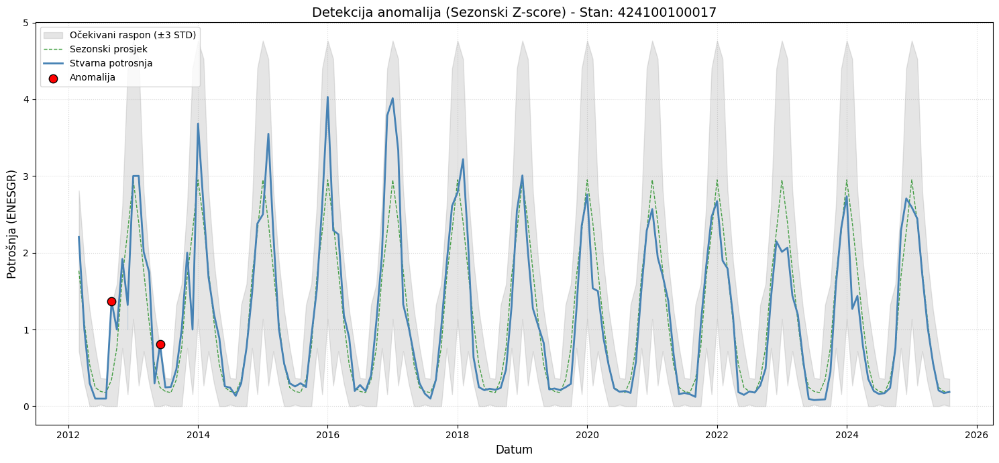 Detekcija anomalija (Sezonski Z-score) - Stan: 424100100017
Očekivani raspon (±3 STD)
Sezonski prosjek
Stvarna potrosnja
Anomalija
Potrošnja (ENESGR)
5
4
3
2
1
0
2012
2014
2016
2018
2020
2022
2024
2026
Datum